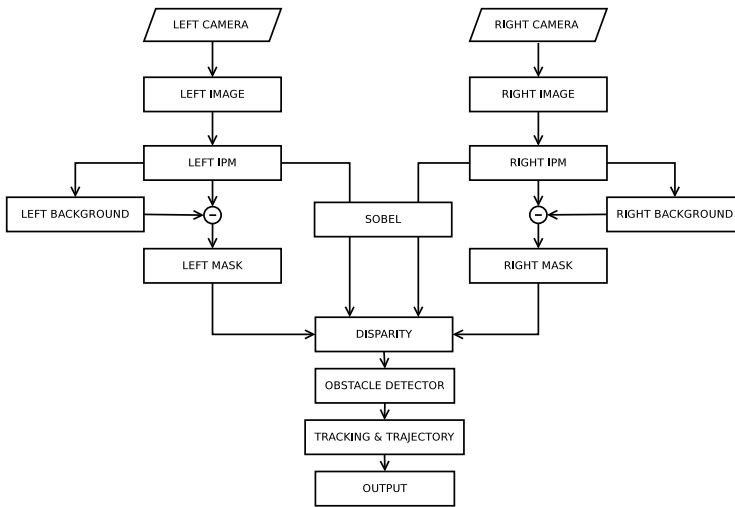 LEFT CAMERA
RIGHT CAMERA
LEFT IMAGE
RIGHT IMAGE
LEFT IPM
RIGHT IPM
LEFT BACKGROUND
−
SOBEL
−
RIGHT BACKGROUND
LEFT MASK
RIGHT MASK
DISPARITY
OBSTACLE DETECTOR
TRACKING & TRAJECTORY
OUTPUT